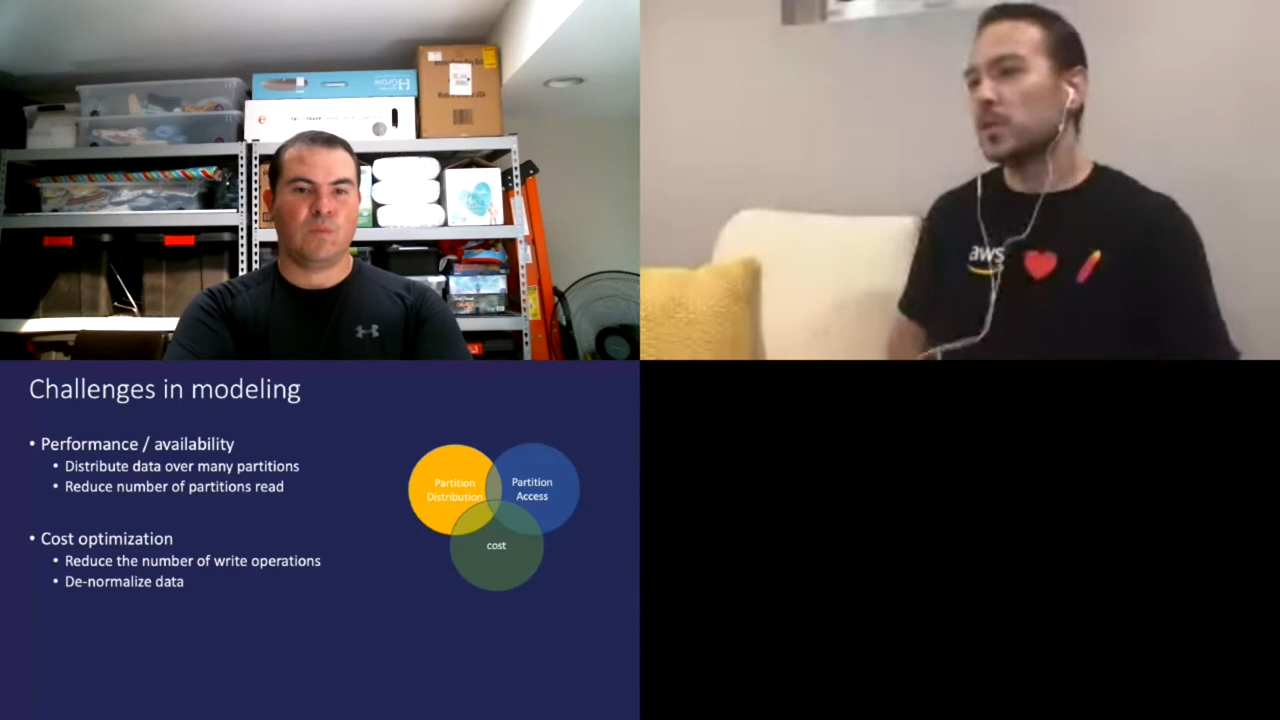 aws
Challenges in modeling
• Performance / availability
• Distribute data over many partitions
• Reduce number of partitions read
• Cost optimization
• Reduce the number of write operations
• De-normalize data
Partition
Distribution
Partition
Access
cost